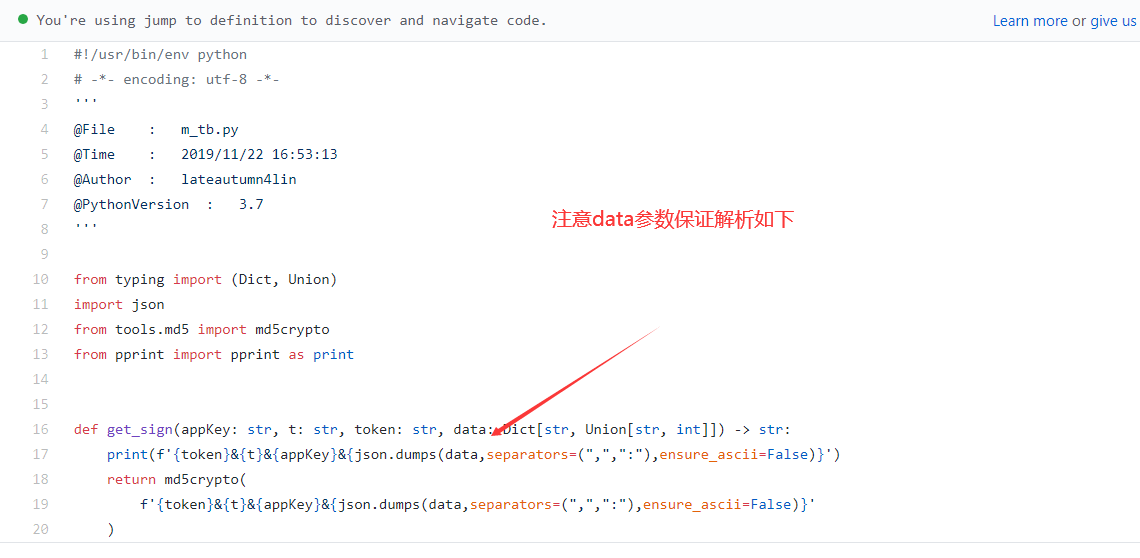 You're using jump to definition to discover and navigate code. Learn more or give us
1 #!/usr/bin/env python
2 # -*- encoding: utf-8 -*-
3 '''
4 @File    :   m_tb.py
5 @Time    :   2019/11/22 16:53:13
6 @Author  :   lateautumn4lin
7 @PythonVersion  :   3.7
注意data参数保证解析如下
8 '''
9
10 from typing import (Dict, Union)
11 import json
12 from tools.md5 import md5crypto
13 from pprint import pprint as print
14
15
16 def get_sign(appKey: str, t: str, token: str, data: Dict[str, Union[str, int]]) -> str:
17     print(f'{token}&{t}&{appKey}&{json.dumps(data,separators=(",",":"),ensure_ascii=False)}')
18     return md5crypto(
19         f'{token}&{t}&{appKey}&{json.dumps(data,separators=(",",":"),ensure_ascii=False)}'
20     )